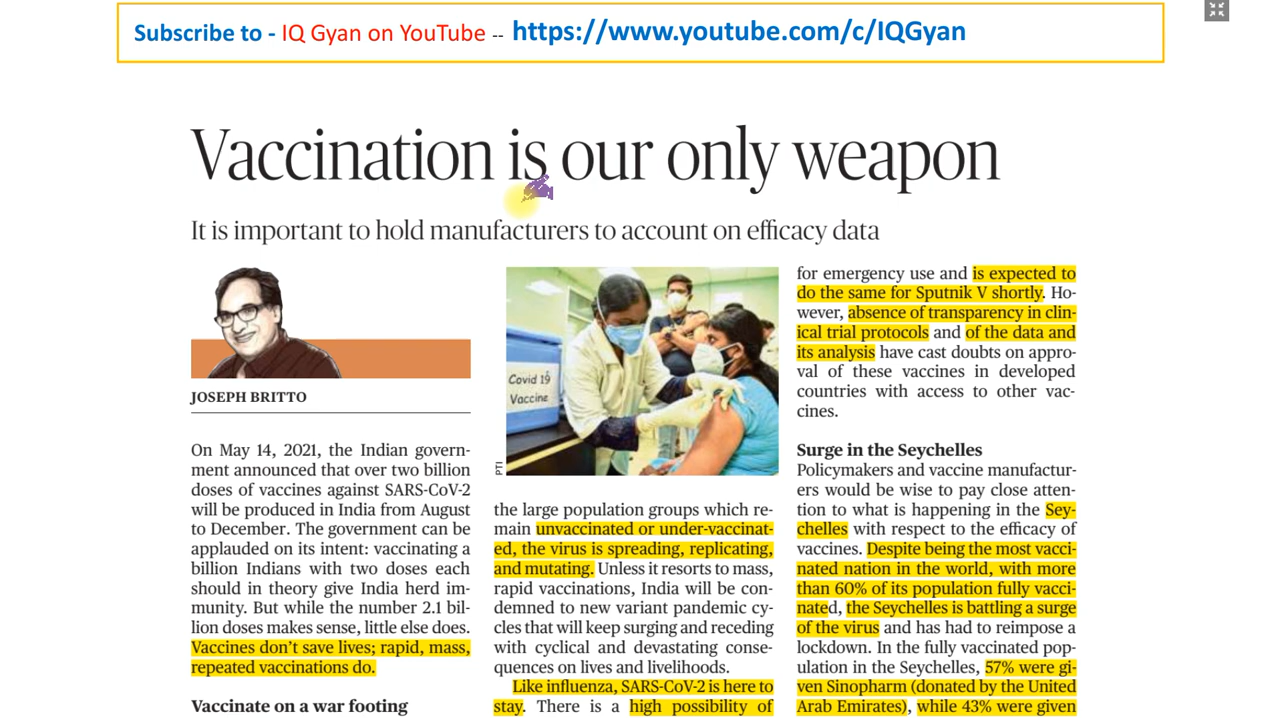 Subscribe to - IQ Gyan on YouTube -- https://www.youtube.com/c/IQGyan
Vaccination is our only weapon
It is important to hold manufacturers to account on efficacy data
JOSEPH BRITTO
On May 14, 2021, the Indian govern-
ment announced that over two billion
doses of vaccines against SARS-CoV-2
will be produced in India from August
to December. The government can be
applauded on its intent: vaccinating a
billion Indians with two doses each
should in theory give India herd im-
munity. But while the number 2.1 bil-
lion doses makes sense, little else does.
Vaccines don't save lives; rapid, mass,
repeated vaccinations do.
Vaccinate on a war footing
Covid 19
Vaccine
PTI
the large population groups which re-
main unvaccinated or under-vaccinat-
ed, the virus is spreading, replicating,
and mutating. Unless it resorts to mass,
rapid vaccinations, India will be con-
demned to new variant pandemic cy-
cles that will keep surging and receding
with cyclical and devastating conse-
quences on lives and livelihoods.
Like influenza, SARS-CoV-2 is here to
stay. There is a high possibility of
for emergency use and is expected to
do the same for Sputnik V shortly. Ho-
wever, absence of transparency in clin-
ical trial protocols and of the data and
its analysis have cast doubts on appro-
val of these vaccines in developed
countries with access to other vac-
cines.
Surge in the Seychelles
Policymakers and vaccine manufactur-
ers would be wise to pay close atten-
tion to what is happening in the Sey-
chelles with respect to the efficacy of
vaccines. Despite being the most vacci-
nated nation in the world, with more
than 60% of its population fully vacci-
nated, the Seychelles is battling a surge
of the virus and has had to reimpose a
lockdown. In the fully vaccinated pop-
ulation in the Seychelles, 57% were gi-
ven Sinopharm (donated by the United
Arab Emirates), while 43% were given